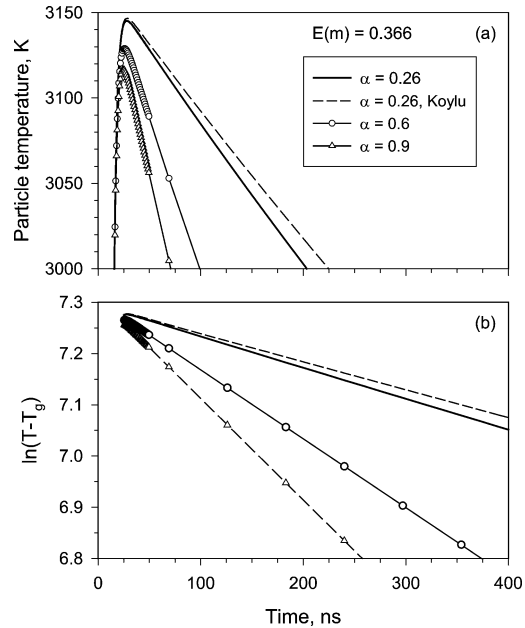 3150
E(m) = 0.366
(a)
α = 0.26
α = 0.26, Koylu
α = 0.6
α = 0.9
3100
3050
3000
Particle temperature, K
7.3
(b)
7.2
7.1
7.0
6.9
6.8
ln(T-Tg)
0
100
200
300
400
Time, ns